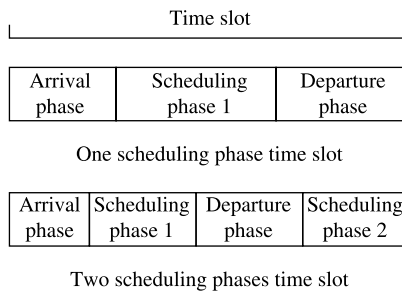 Time slot
Arrival Scheduling Departure
phase phase 1 phase
One scheduling phase time slot
Arrival Scheduling Departure Scheduling
phase phase 1 phase phase 2
Two scheduling phases time slot